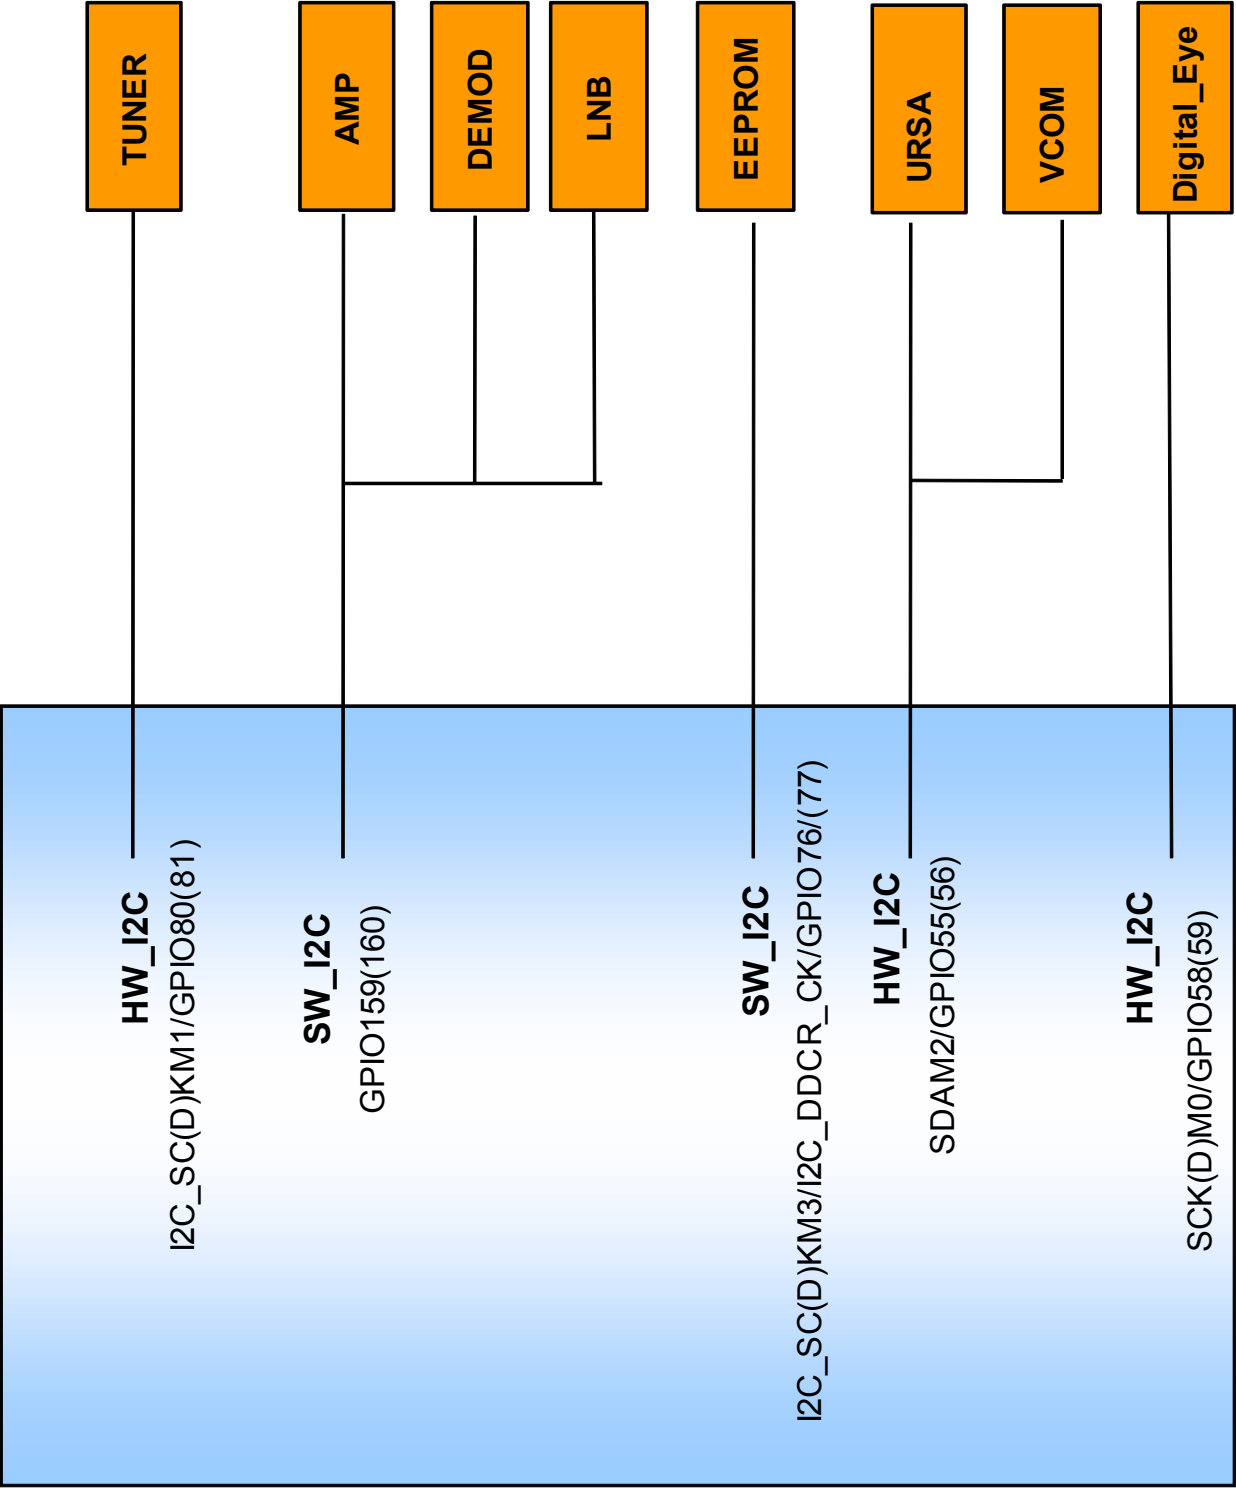 TUNER
AMP
DEMOD
LNB
EEPROM
URSA
VCOM
Digital_Eye
HW_I2C
I2C_SC(D)KM1/GPIO80(81)
SW_I2C
GPIO159(160)
SW_I2C
I2C_SC(D)KM3/I2C_DDCR_CK/GPIO76/(77)
HW_I2C
SDAM2/GPIO55(56)
HW_I2C
SCK(D)M0/GPIO58(59)